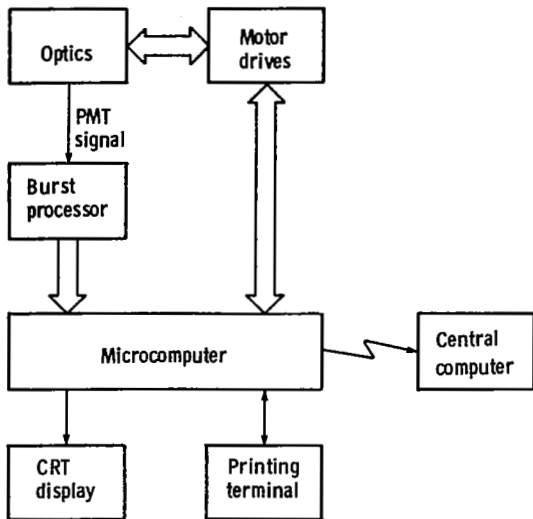 Optics
Motor
drives
PMT
signal
Burst
processor
Microcomputer
Central
computer
CRT
display
Printing
terminal